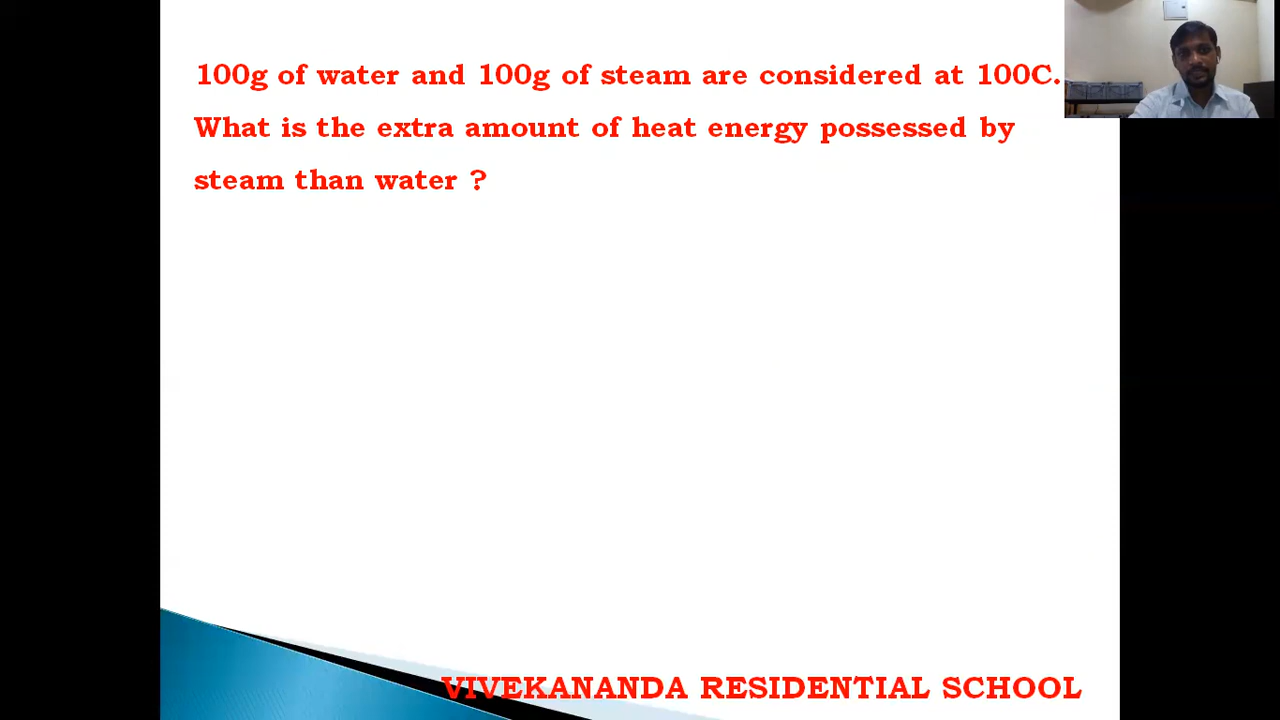 100g of water and 100g of steam are considered at 100C.
What is the extra amount of heat energy possessed by
steam than water ?
VIVEKANANDA RESIDENTIAL SCHOOL